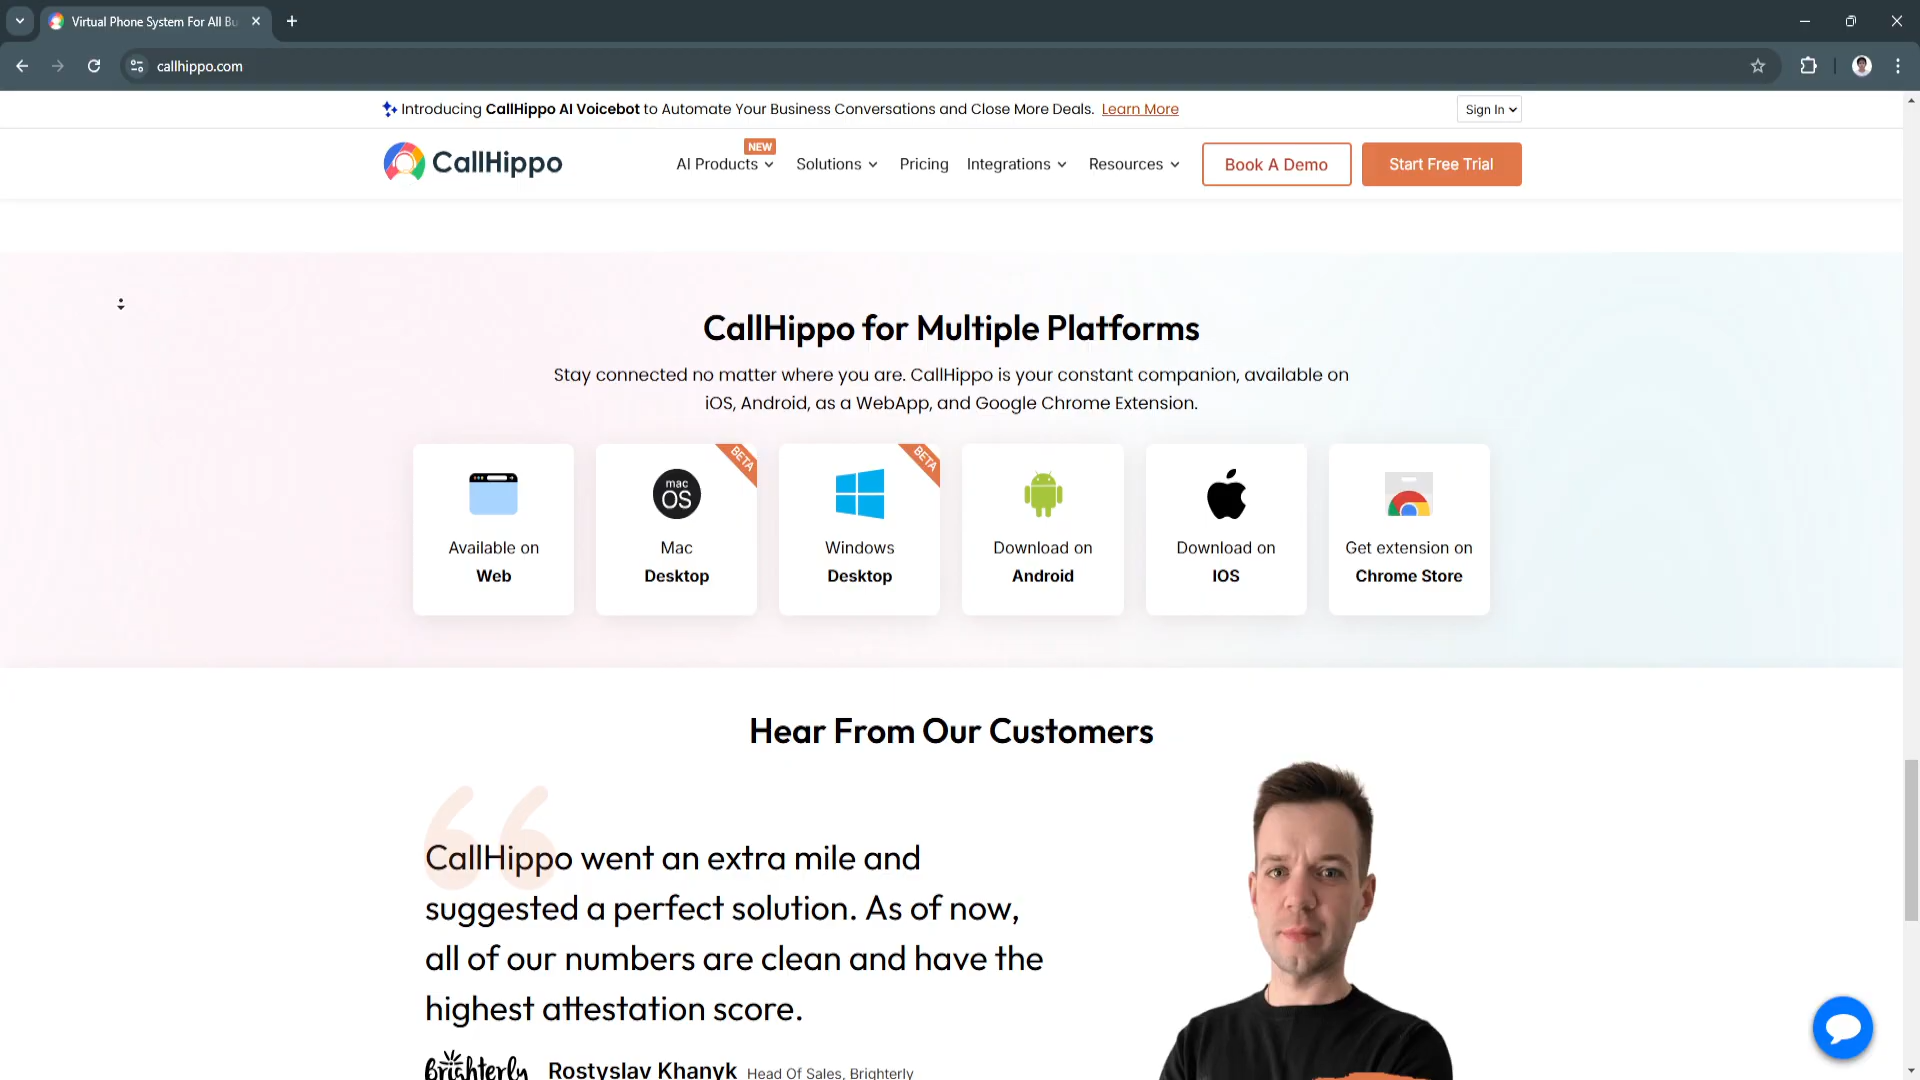 Virtual Phone System For All Bu
callhippo.com
Introducing CallHippo AI Voicebot to Automate Your Business Conversations and Close More Deals. Learn More
Sign In
CallHippo
AI Products
NEW
Solutions
Pricing
Integrations
Resources
Book A Demo
Start Free Trial
CallHippo for Multiple Platforms
Stay connected no matter where you are. CallHippo is your constant companion, available on
iOS, Android, as a WebApp, and Google Chrome Extension.
Available on
Web
mac
OS
BETA
Mac
Desktop
BETA
Windows
Desktop
Download on
Android
Download on
IOS
Get extension on
Chrome Store
Hear From Our Customers
CallHippo went an extra mile and
suggested a perfect solution. As of now,
all of our numbers are clean and have the
highest attestation score.
brighterly
Rostyslav Khanyk Head Of Sales, Brighterly